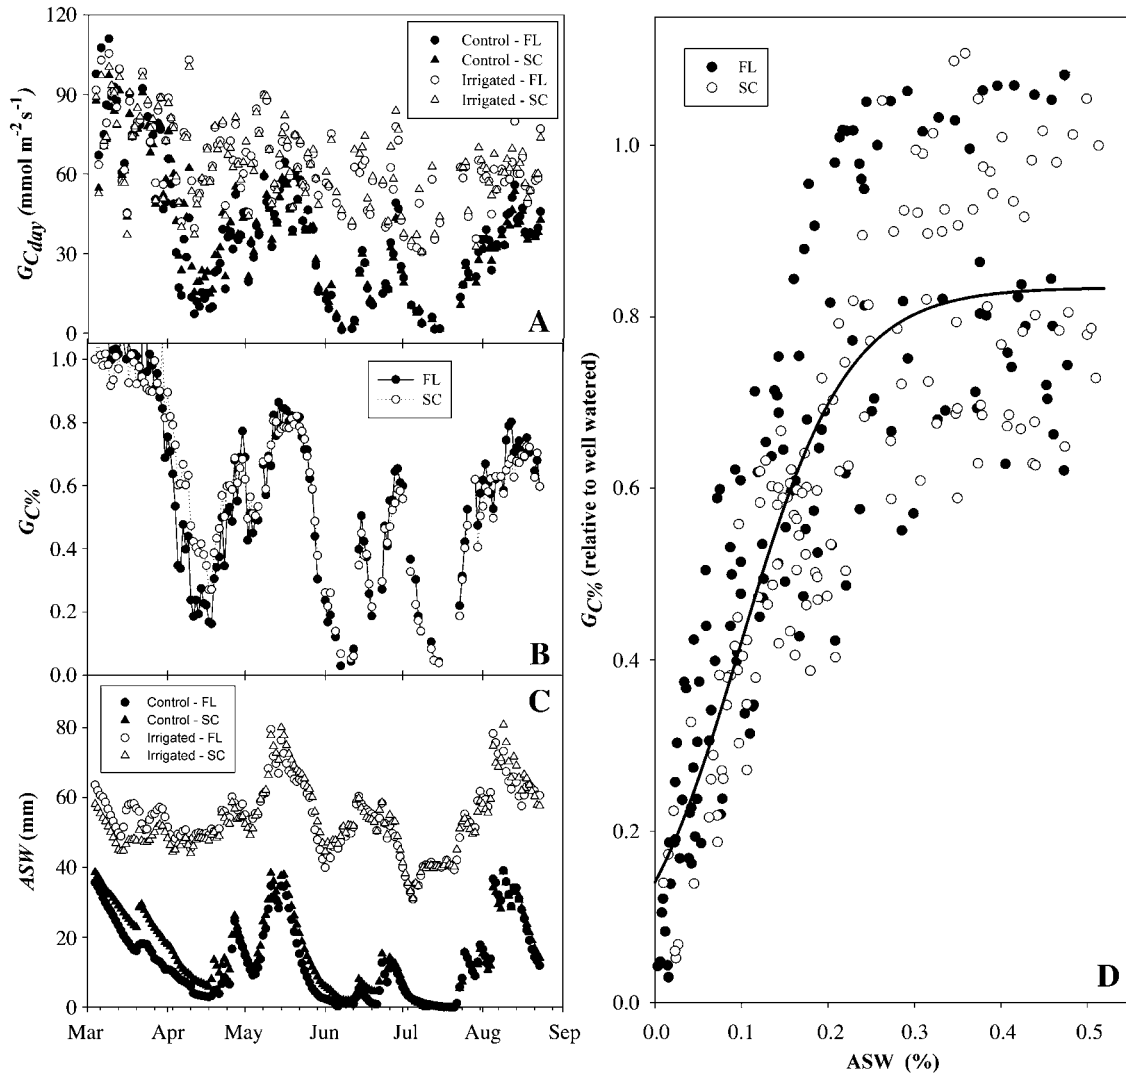 120
90
60
30
0
G_Cday (mmol m⁻² s⁻¹)
Control - FL
Control - SC
Irrigated - FL
Irrigated - SC
A
1.0
0.8
0.6
0.4
0.2
0.0
G_C%
FL
SC
B
80
60
40
20
0
ASW (mm)
Control - FL
Control - SC
Irrigated - FL
Irrigated - SC
C
Mar Apr May Jun Jul Aug Sep
1.0
0.8
0.6
0.4
0.2
0.0
G_C% (relative to well watered)
FL
SC
D
0.0 0.1 0.2 0.3 0.4 0.5
ASW (%)